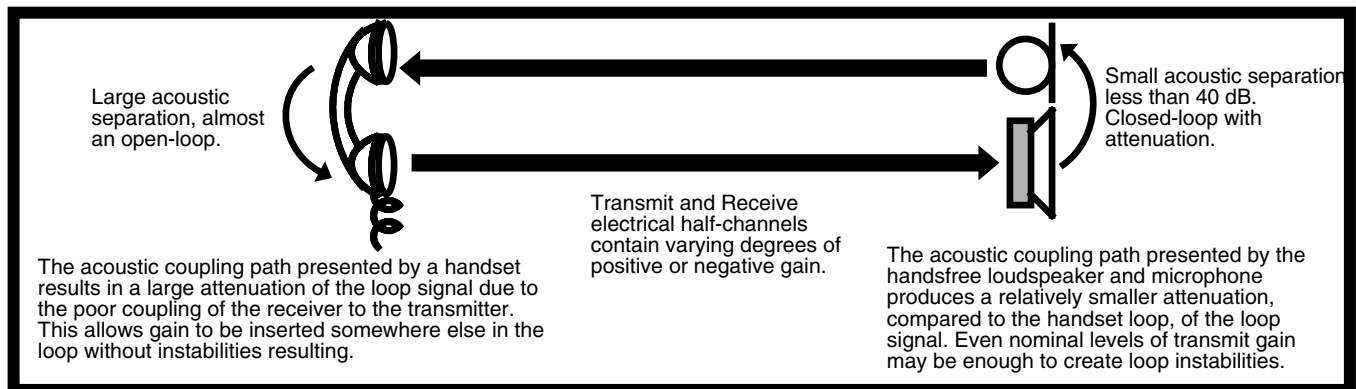 Large acoustic
separation, almost
an open-loop.
Small acoustic separation
less than 40 dB.
Closed-loop with
attenuation.
Transmit and Receive
electrical half-channels
contain varying degrees of
positive or negative gain.
The acoustic coupling path presented by a handset
results in a large attenuation of the loop signal due to
the poor coupling of the receiver to the transmitter.
This allows gain to be inserted somewhere else in the
loop without instabilities resulting.
The acoustic coupling path presented by the
handsfree loudspeaker and microphone
produces a relatively smaller attenuation,
compared to the handset loop, of the loop
signal. Even nominal levels of transmit gain
may be enough to create loop instabilities.